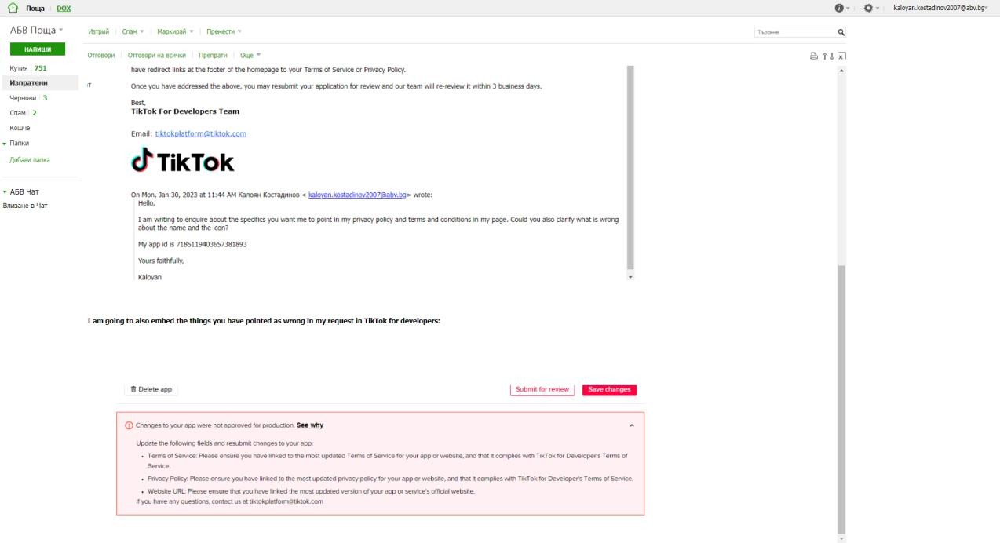 Поща DOX kaloyan.kostadinov2007@abv.bg
АБВ Поща
Изтрий Спам Маркирай Премести Търсене
НАПИШИ
Отговори Отговори на всички Препрати Още
Кутия 751
Изпратени
Чернови 3
Спам 2
Кошче
Папки
Добави папка
АБВ Чат
Влизане в Чат
have redirect links at the footer of the homepage to your Terms of Service or Privacy Policy.
Once you have addressed the above, you may resubmit your application for review and our team will re-review it within 3 business days.
Best,
TikTok For Developers Team
Email: tiktokplatform@tiktok.com
TikTok
On Mon, Jan 30, 2023 at 11:44 AM Калоян Костадинов < kaloyan.kostadinov2007@abv.bg> wrote:
Hello,
I am writing to enquire about the specifics you want me to point in my privacy policy and terms and conditions in my page. Could you also clarify what is wrong
about the name and the icon?
My app id is 7185119403657381893
Yours faithfully,
Kaloyan
I am going to also embed the things you have pointed as wrong in my request in TikTok for developers:
Delete app Submit for review Save changes
Changes to your app were not approved for production. See why
Update the following fields and resubmit changes to your app:
• Terms of Service: Please ensure you have linked to the most updated Terms of Service for your app or website, and that it complies with TikTok for Developer's Terms of
Service.
• Privacy Policy: Please ensure you have linked to the most updated privacy policy for your app or website, and that it complies with TikTok for Developer's Terms of Service.
• Website URL: Please ensure that you have linked the most updated version of your app or service's official website.
If you have any questions, contact us at tiktokplatform@tiktok.com